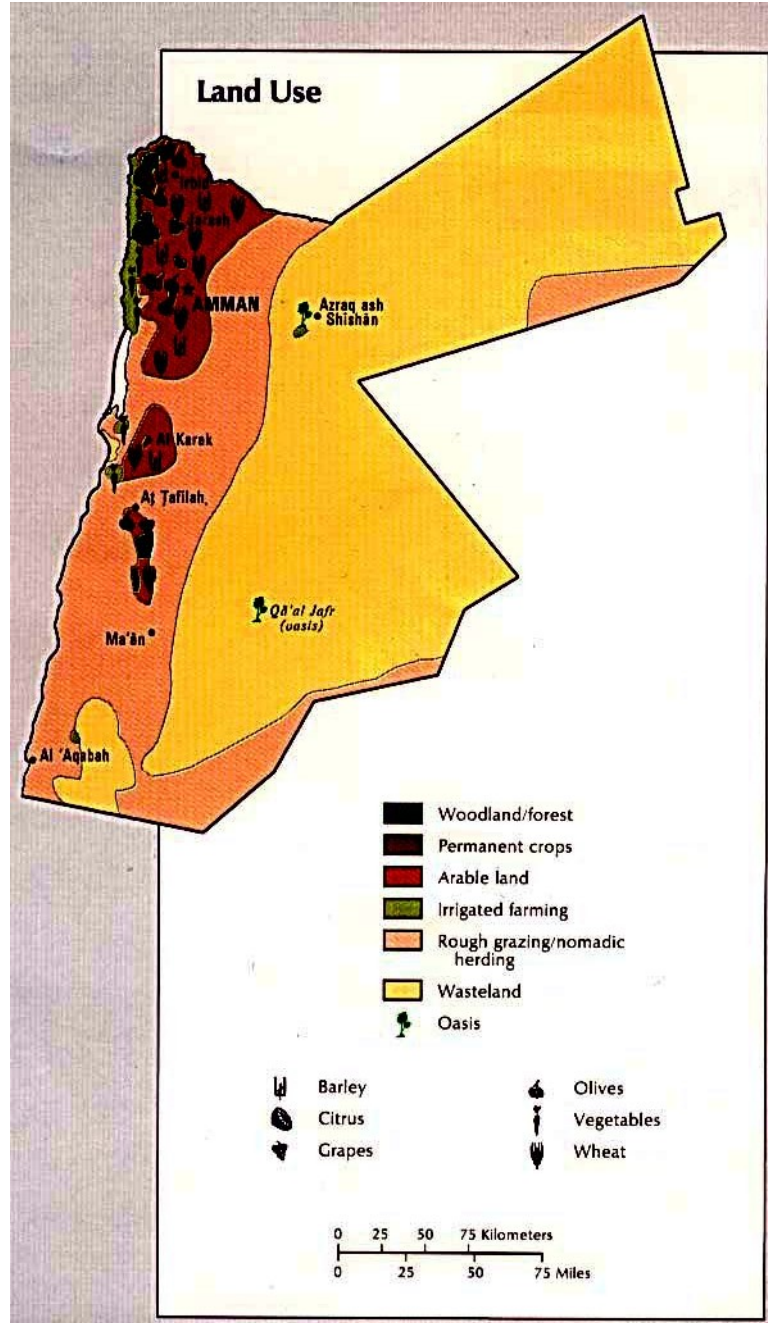 Land Use
Irbid
Jarash
AMMAN
Azraq ash
Shīshān
Al Karak
Aţ Ţafīlah
Qā'al Jafr
(oasis)
Ma'ān
Al 'Aqabah
Woodland/forest
Permanent crops
Arable land
Irrigated farming
Rough grazing/nomadic
herding
Wasteland
Oasis
Barley
Olives
Citrus
Vegetables
Grapes
Wheat
0 25 50 75 Kilometers
0 25 50 75 Miles